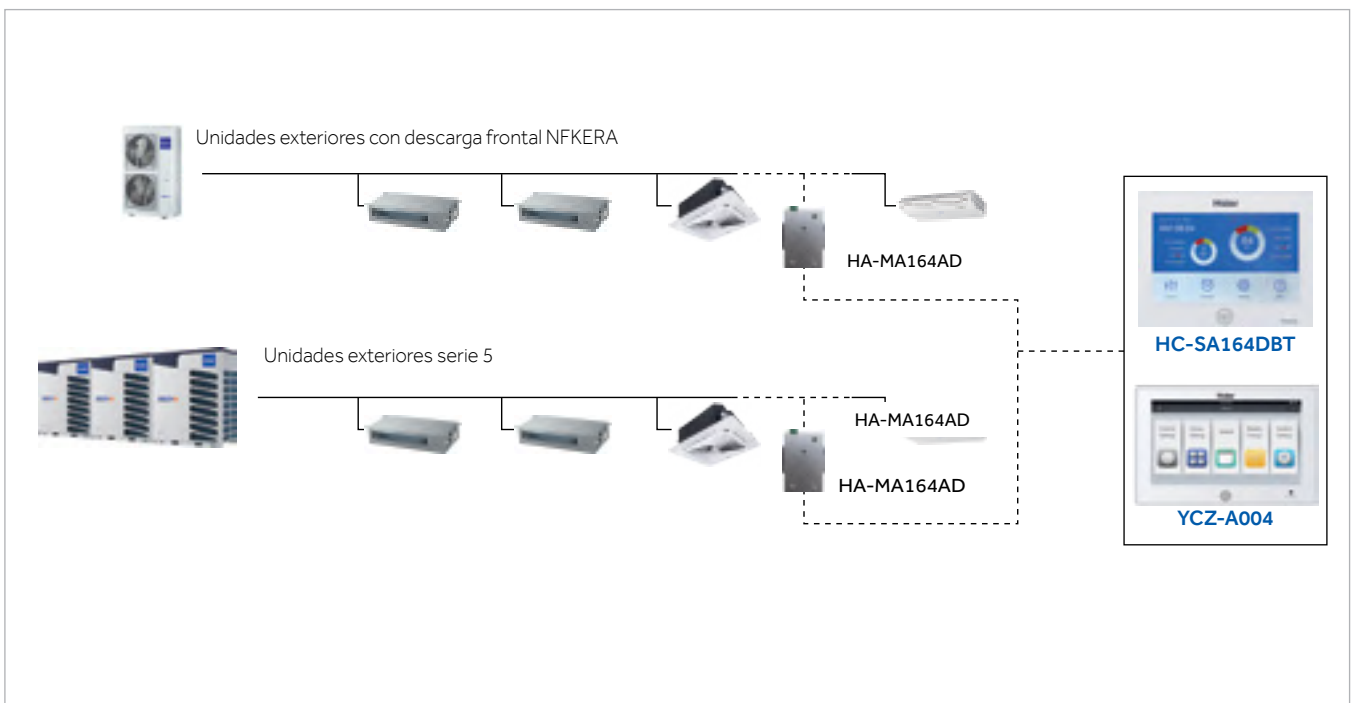 Unidades exteriores con descarga frontal NFKERA
HA-MA164AD
Haier
HC-SA164DBT
Unidades exteriores serie 5
HA-MA164AD
HA-MA164AD
YCZ-A004